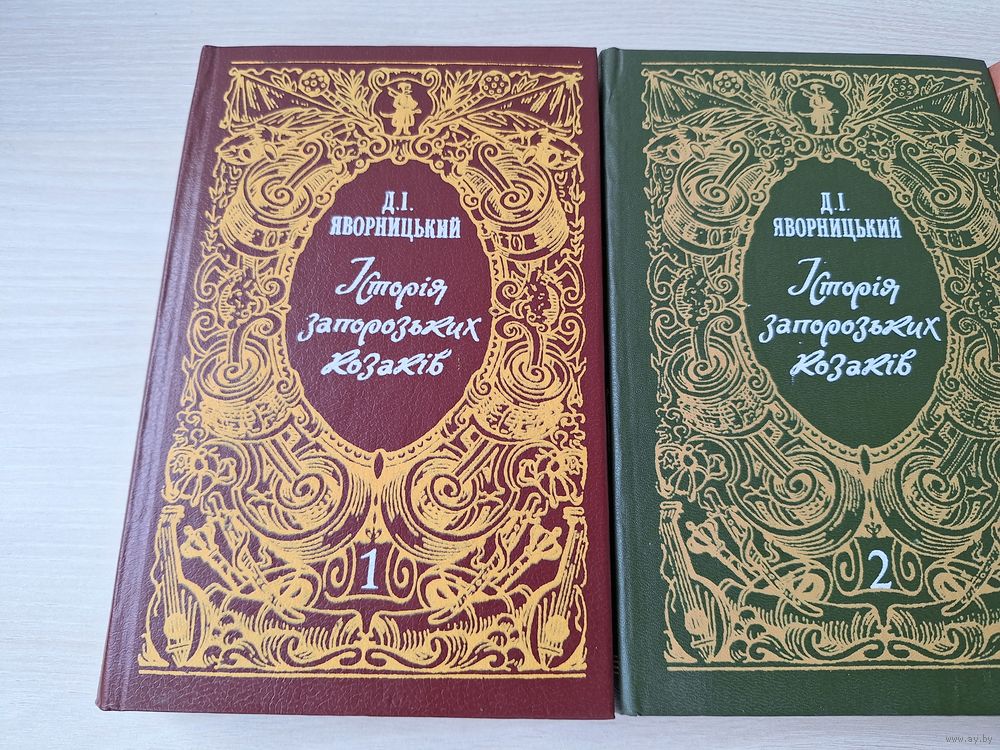 Д.І.
ЯВОРНИЦЬКИЙ
Історія
запорозьких
козаків
1
Д.І.
ЯВОРНИЦЬКИЙ
Історія
запорозьких
козаків
2
www.ay.by